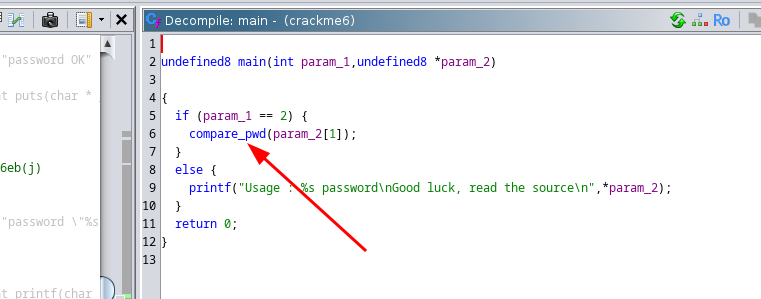 Decompile: main - (crackme6)
Ro
"password OK"
nt puts(char *
6eb(j)
"password \"%s
nt printf(char
1
2 undefined8 main(int param_1,undefined8 *param_2)
3
4 {
5 if (param_1 == 2) {
6 compare_pwd(param_2[1]);
7 }
8 else {
9 printf("Usage : %s password\nGood luck, read the source\n",*param_2);
10 }
11 return 0;
12 }
13